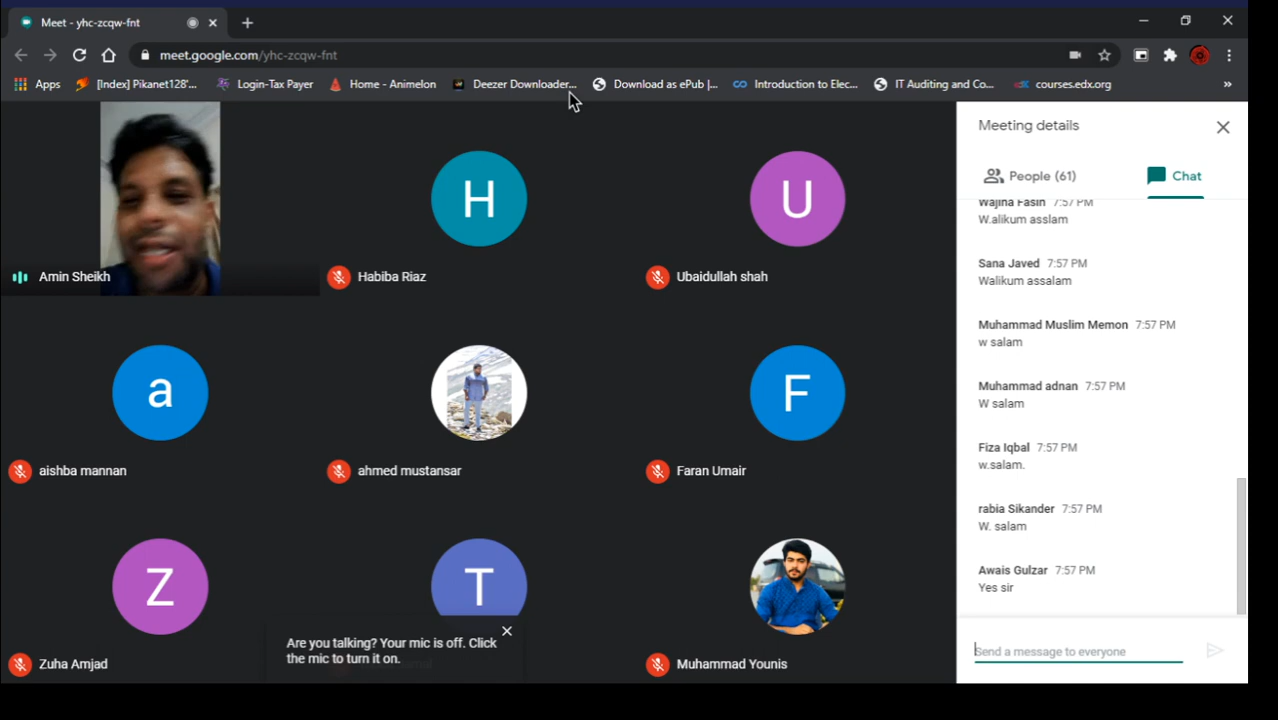 Meet - yhc-zcqw-fnt
meet.google.com/yhc-zcqw-fnt
Apps
[Index] Pikanet128'...
Login-Tax Payer
Home - Animelon
Deezer Downloader...
Download as ePub |...
Introduction to Elec...
IT Auditing and Co...
courses.edx.org
Amin Sheikh
H
Habiba Riaz
U
Ubaidullah shah
a
aishba mannan
ahmed mustansar
F
Faran Umair
Z
Zuha Amjad
T
Are you talking? Your mic is off. Click
the mic to turn it on.
Muhammad Younis
Meeting details
People (61)
Chat
Wajiha Fasih 7:57 PM
W.alikum asslam
Sana Javed 7:57 PM
Walikum assalam
Muhammad Muslim Memon 7:57 PM
w salam
Muhammad adnan 7:57 PM
W salam
Fiza Iqbal 7:57 PM
w.salam.
rabia Sikander 7:57 PM
W. salam
Awais Gulzar 7:57 PM
Yes sir
Send a message to everyone